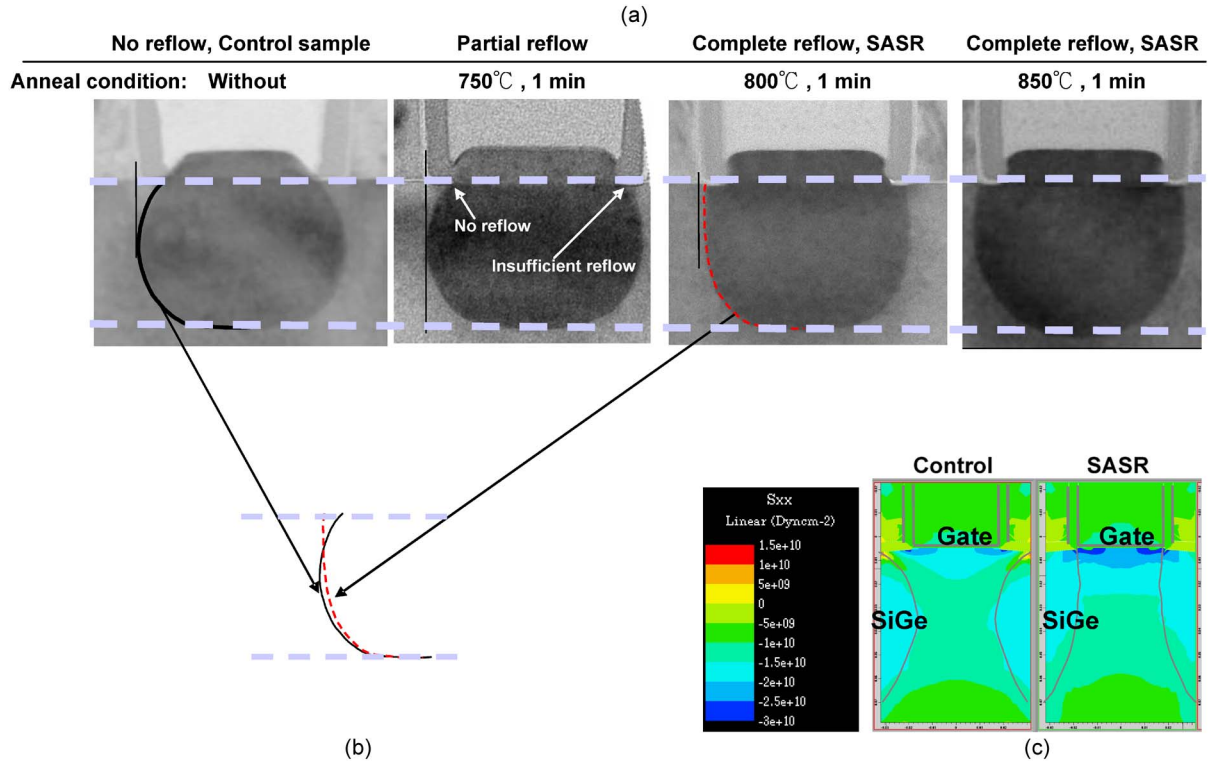 (a)
No reflow, Control sample Partial reflow Complete reflow, SASR Complete reflow, SASR
Anneal condition: Without 750℃ , 1 min 800℃ , 1 min 850℃ , 1 min
No reflow
Insufficient reflow
Control SASR
Sxx
Linear (Dyncm-2)
1.5e+10
1e+10
5e+09
0
-5e+09
-1e+10
-1.5e+10
-2e+10
-2.5e+10
-3e+10
Gate Gate
SiGe SiGe
(b) (c)